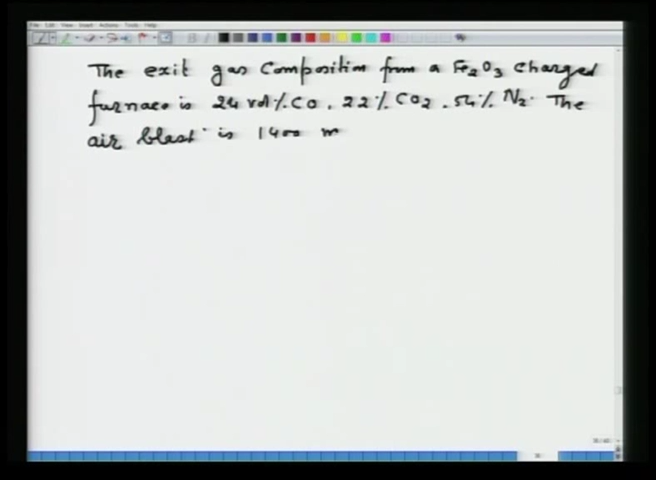 The exit gas Composition from a Fe2O3 charged
furnace is 24 vol % CO, 22% CO2, 54% N2. The
air blast is 1400 m